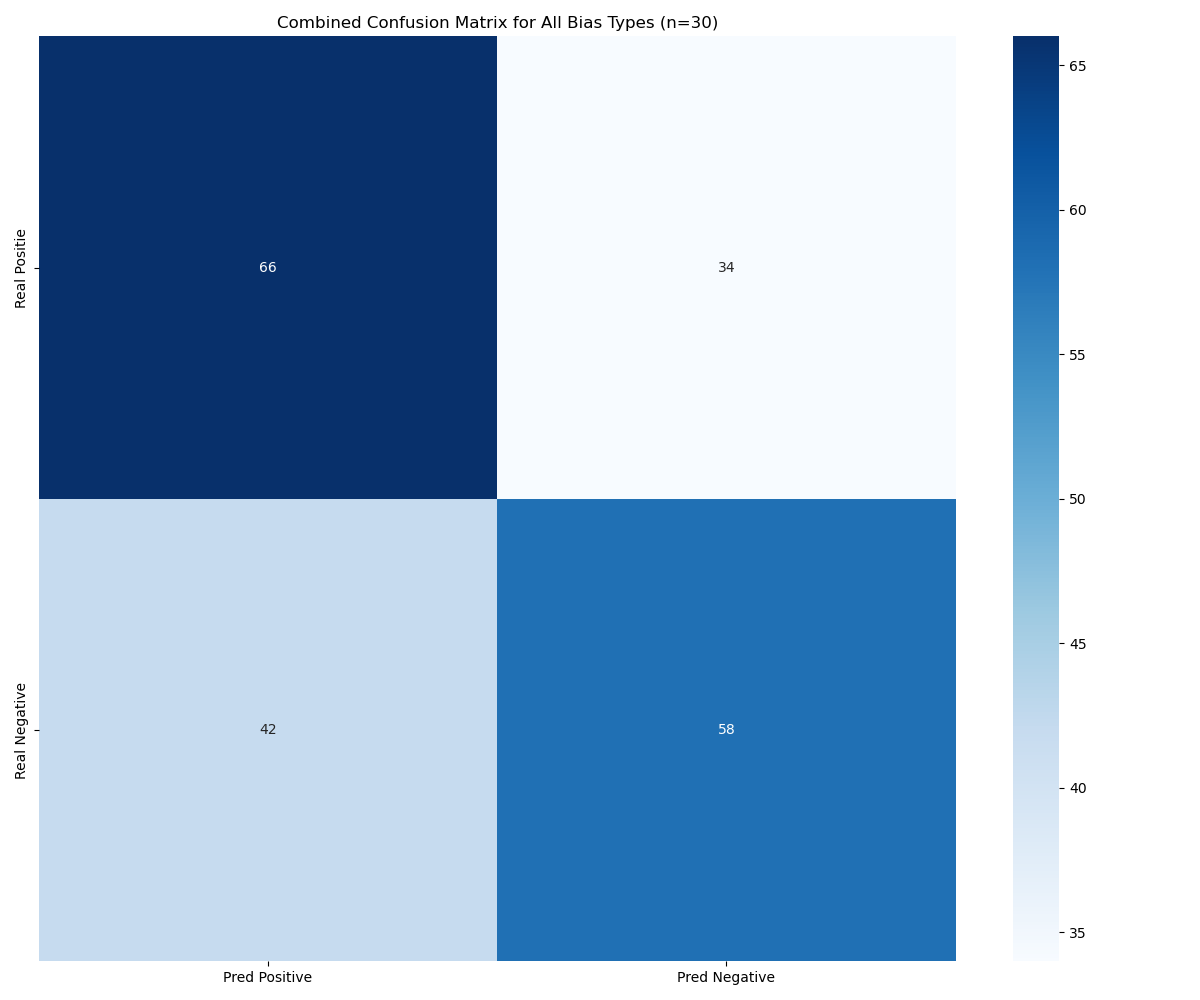 Combined Confusion Matrix for All Bias Types (n=30)
Real Positie
66
34
Real Negative
42
58
Pred Positive
Pred Negative
65
60
55
50
45
40
35